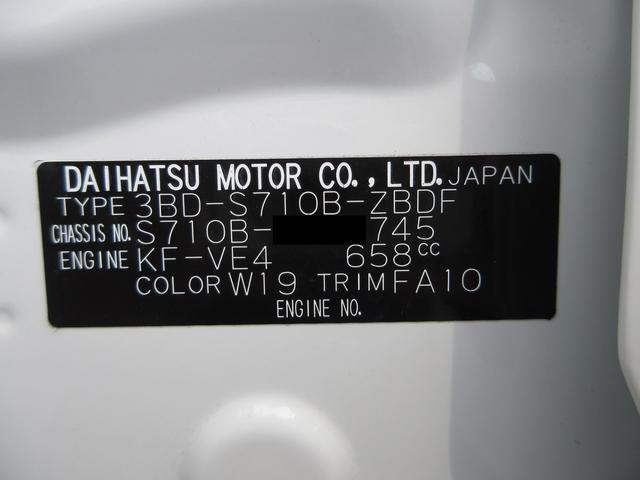 DAIHATSU MOTOR CO., LTD. JAPAN
TYPE 3BD-S710B-ZBDF
CHASSIS NO. S710B- 745
ENGINE KF-VE4 658cc
COLOR W19 TRIM FA10
ENGINE NO.